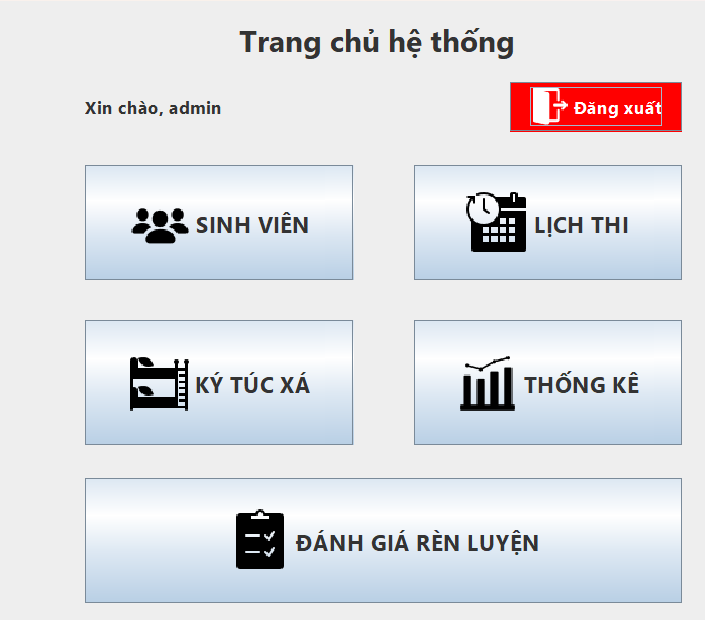 Trang chủ hệ thống
Xin chào, admin
Đăng xuất
SINH VIÊN
LỊCH THI
KÝ TÚC XÁ
THỐNG KÊ
ĐÁNH GIÁ RÈN LUYỆN